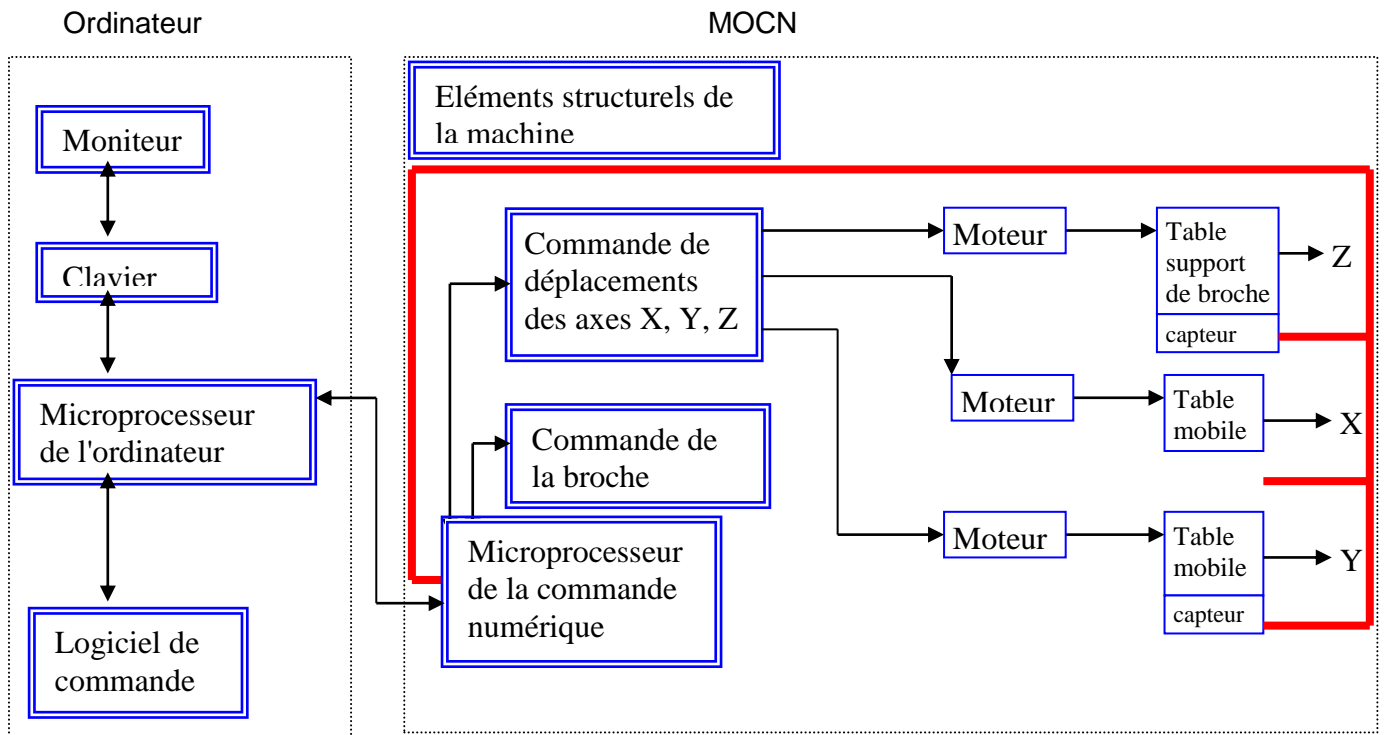 Ordinateur
MOCN
Moniteur
Clavier
Microprocesseur
de l'ordinateur
Logiciel de
commande
Eléments structurels de
la machine
Commande de
déplacements
des axes X, Y, Z
Commande de
la broche
Microprocesseur
de la commande
numérique
Moteur
Table
support
de broche
capteur
Z
Moteur
Table
mobile
X
Moteur
Table
mobile
capteur
Y